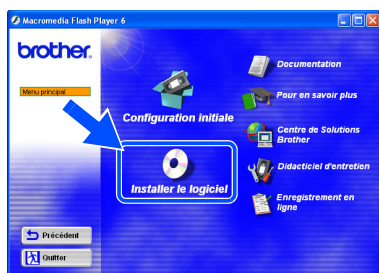 Macromedia Flash Player 6
brother.
Menu principal
Configuration initiale
Installer le logiciel
Documentation
Pour en savoir plus
Centre de Solutions
Brother
Didacticiel d'entretien
Enregistrement en
ligne
Précédent
Quitter